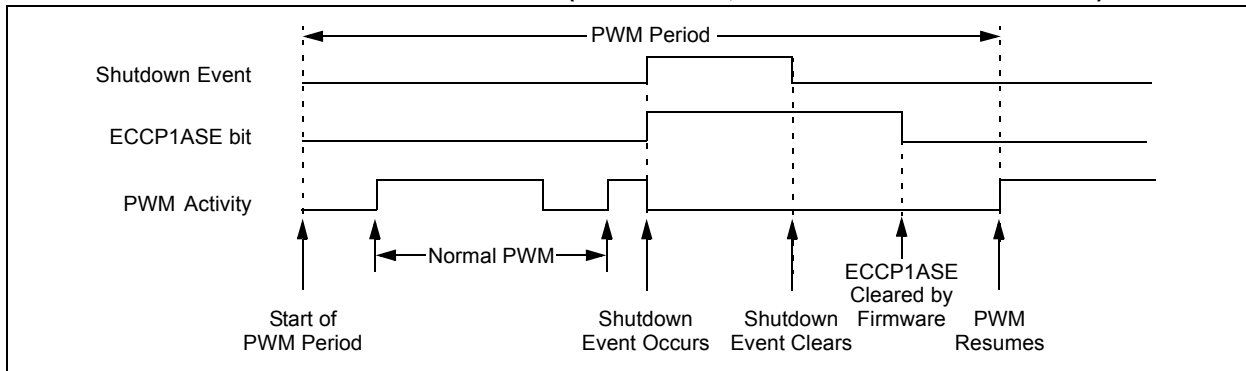 PWM Period
Shutdown Event
ECCP1ASE bit
PWM Activity
Normal PWM
Start of
PWM Period
Shutdown
Event Occurs
Shutdown
Event Clears
ECCP1ASE
Cleared by
Firmware
PWM
Resumes